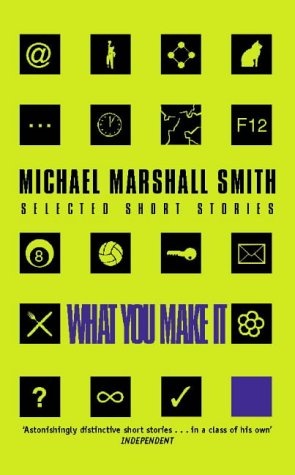 @
...
F12
MICHAEL MARSHALL SMITH
SELECTED SHORT STORIES
8
WHAT YOU MAKE IT
? ∞ ✓
‘Astonishingly distinctive short stories . . . in a class of his own’
INDEPENDENT